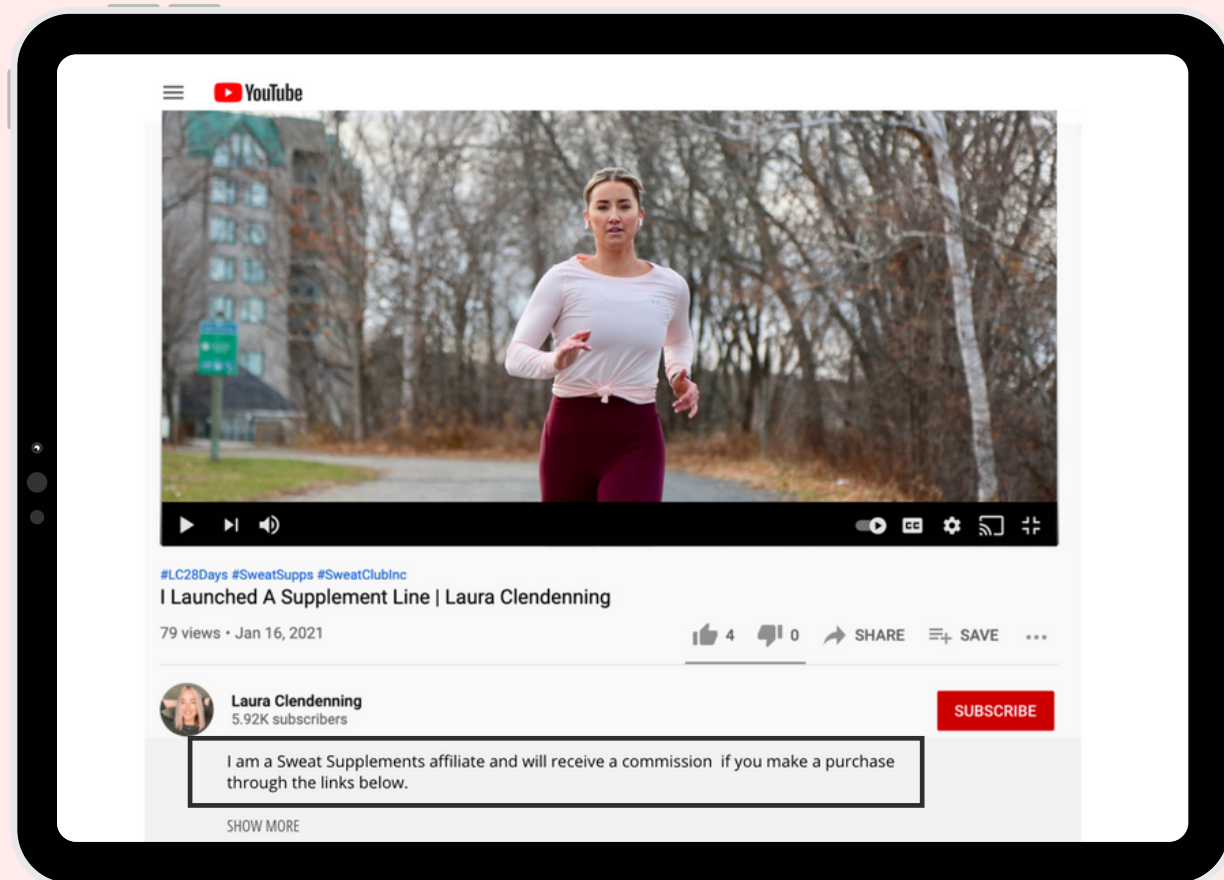 YouTube
CC
#LC28Days #SweatSupps #SweatClubInc
I Launched A Supplement Line | Laura Clendenning
79 views • Jan 16, 2021
4
0
SHARE
SAVE
Laura Clendenning
5.92K subscribers
SUBSCRIBE
I am a Sweat Supplements affiliate and will receive a commission if you make a purchase
through the links below.
SHOW MORE